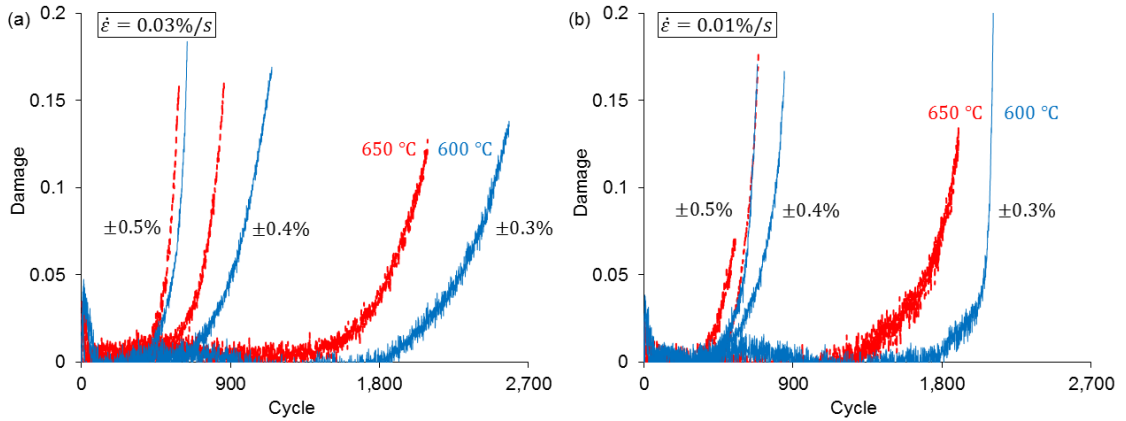 (a)
ε̇ = 0.03%/s
0.2
0.15
0.1
0.05
0
Damage
650 °C 600 °C
±0.5%
±0.4%
±0.3%
0 900 1,800 2,700
Cycle
(b)
ε̇ = 0.01%/s
0.2
0.15
0.1
0.05
0
Damage
650 °C 600 °C
±0.5%
±0.4%
±0.3%
0 900 1,800 2,700
Cycle